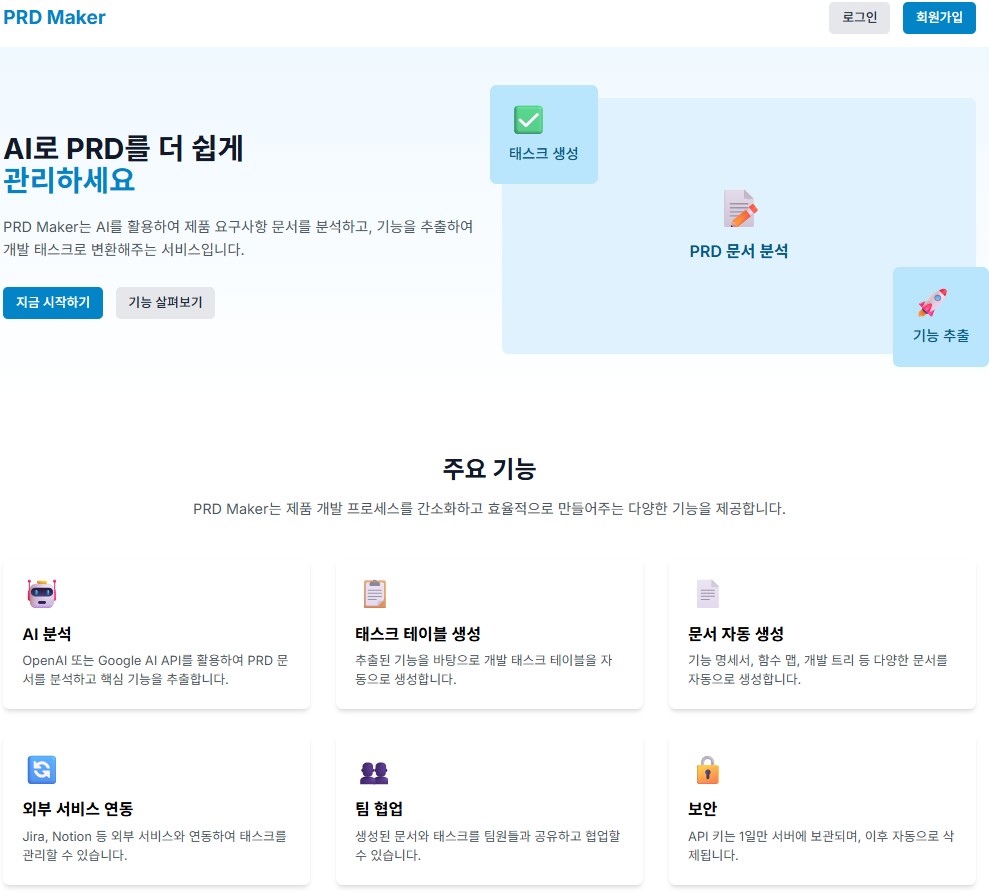 PRD Maker
로그인
회원가입
AI로 PRD를 더 쉽게
관리하세요
PRD Maker는 AI를 활용하여 제품 요구사항 문서를 분석하고, 기능을 추출하여
개발 태스크로 변환해주는 서비스입니다.
지금 시작하기
기능 살펴보기
태스크 생성
PRD 문서 분석
기능 추출
주요 기능
PRD Maker는 제품 개발 프로세스를 간소화하고 효율적으로 만들어주는 다양한 기능을 제공합니다.
AI 분석
OpenAI 또는 Google AI API를 활용하여 PRD 문
서를 분석하고 핵심 기능을 추출합니다.
태스크 테이블 생성
추출된 기능을 바탕으로 개발 태스크 테이블을 자
동으로 생성합니다.
문서 자동 생성
기능 명세서, 함수 맵, 개발 트리 등 다양한 문서를
자동으로 생성합니다.
외부 서비스 연동
Jira, Notion 등 외부 서비스와 연동하여 태스크를
관리할 수 있습니다.
팀 협업
생성된 문서와 태스크를 팀원들과 공유하고 협업할
수 있습니다.
보안
API 키는 1일만 서버에 보관되며, 이후 자동으로 삭
제됩니다.